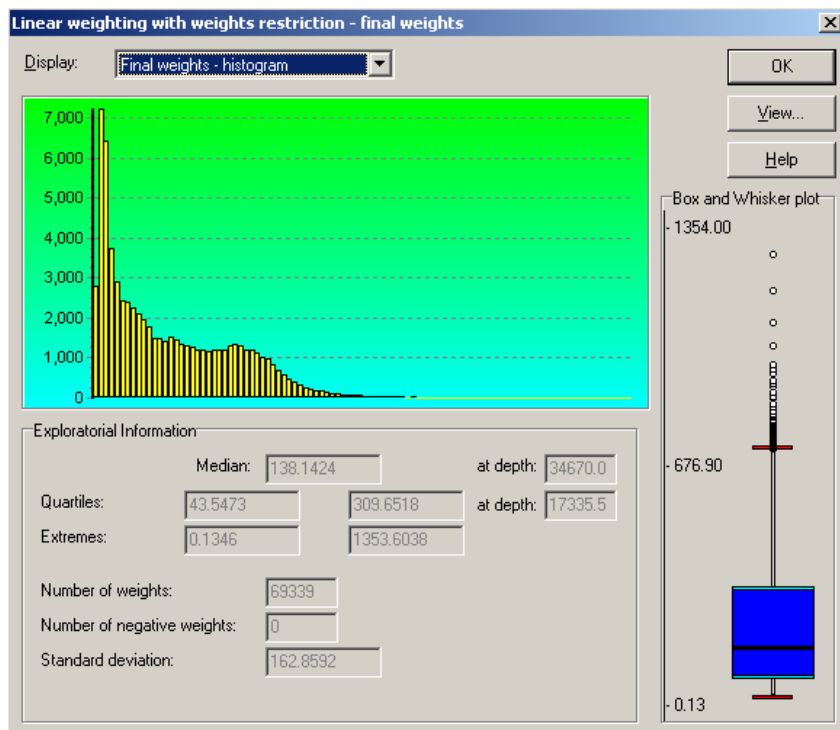 Linear weighting with weights restriction - final weights
Display: Final weights - histogram
OK
View...
Help
7,000
6,000
5,000
4,000
3,000
2,000
1,000
0
Box and Whisker plot
- 1354.00
- 676.90
- 0.13
Exploratorial Information
Median: 138.1424 at depth: 34670.0
Quartiles: 43.5473 309.6518 at depth: 17335.5
Extremes: 0.1346 1353.6038
Number of weights: 69339
Number of negative weights: 0
Standard deviation: 162.8592